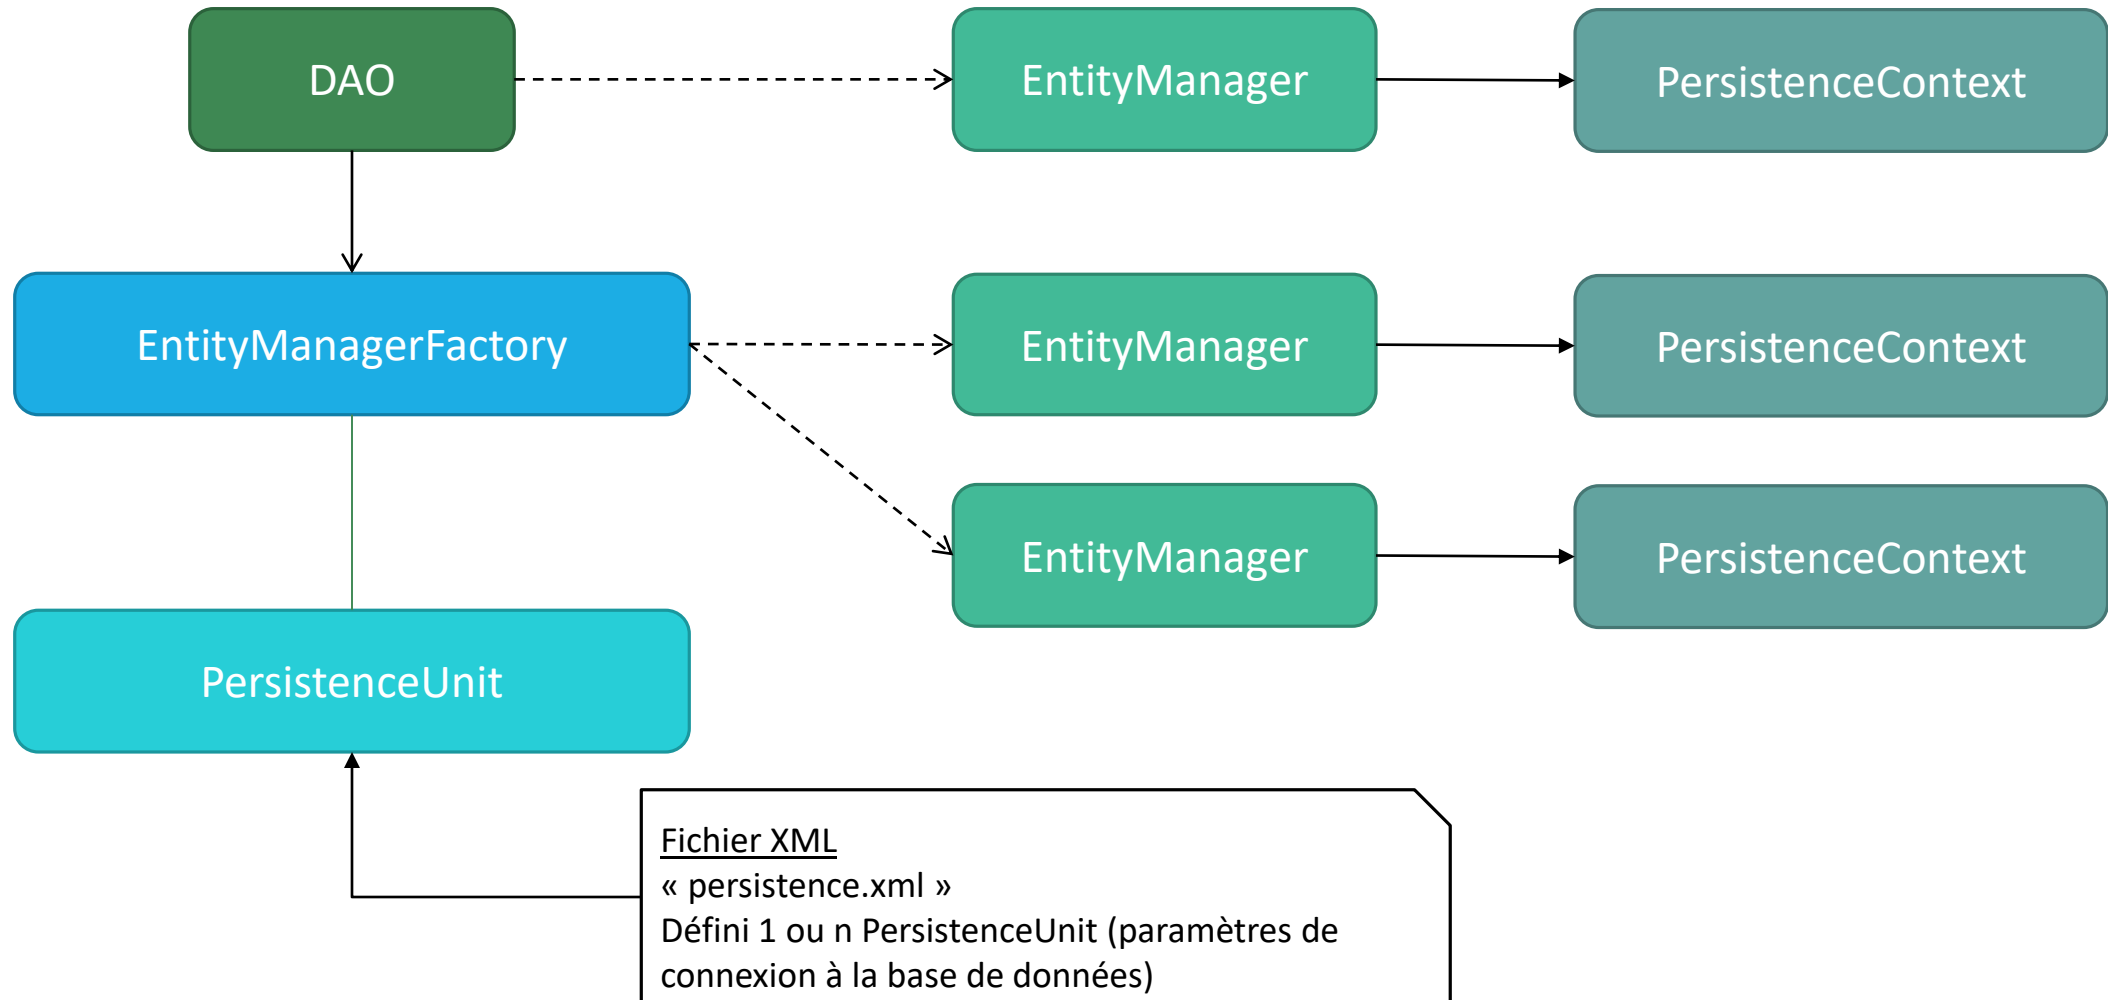 DAO
EntityManager
PersistenceContext
EntityManagerFactory
EntityManager
PersistenceContext
EntityManager
PersistenceContext
PersistenceUnit
Fichier XML
« persistence.xml »
Défini 1 ou n PersistenceUnit (paramètres de
connexion à la base de données)